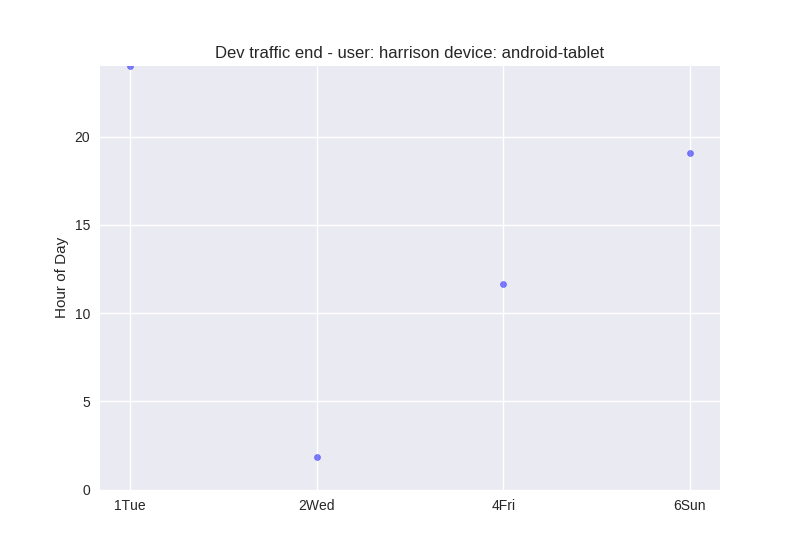 Dev traffic end - user: harrison device: android-tablet
20
15
10
5
0
Hour of Day
1Tue 2Wed 4Fri 6Sun